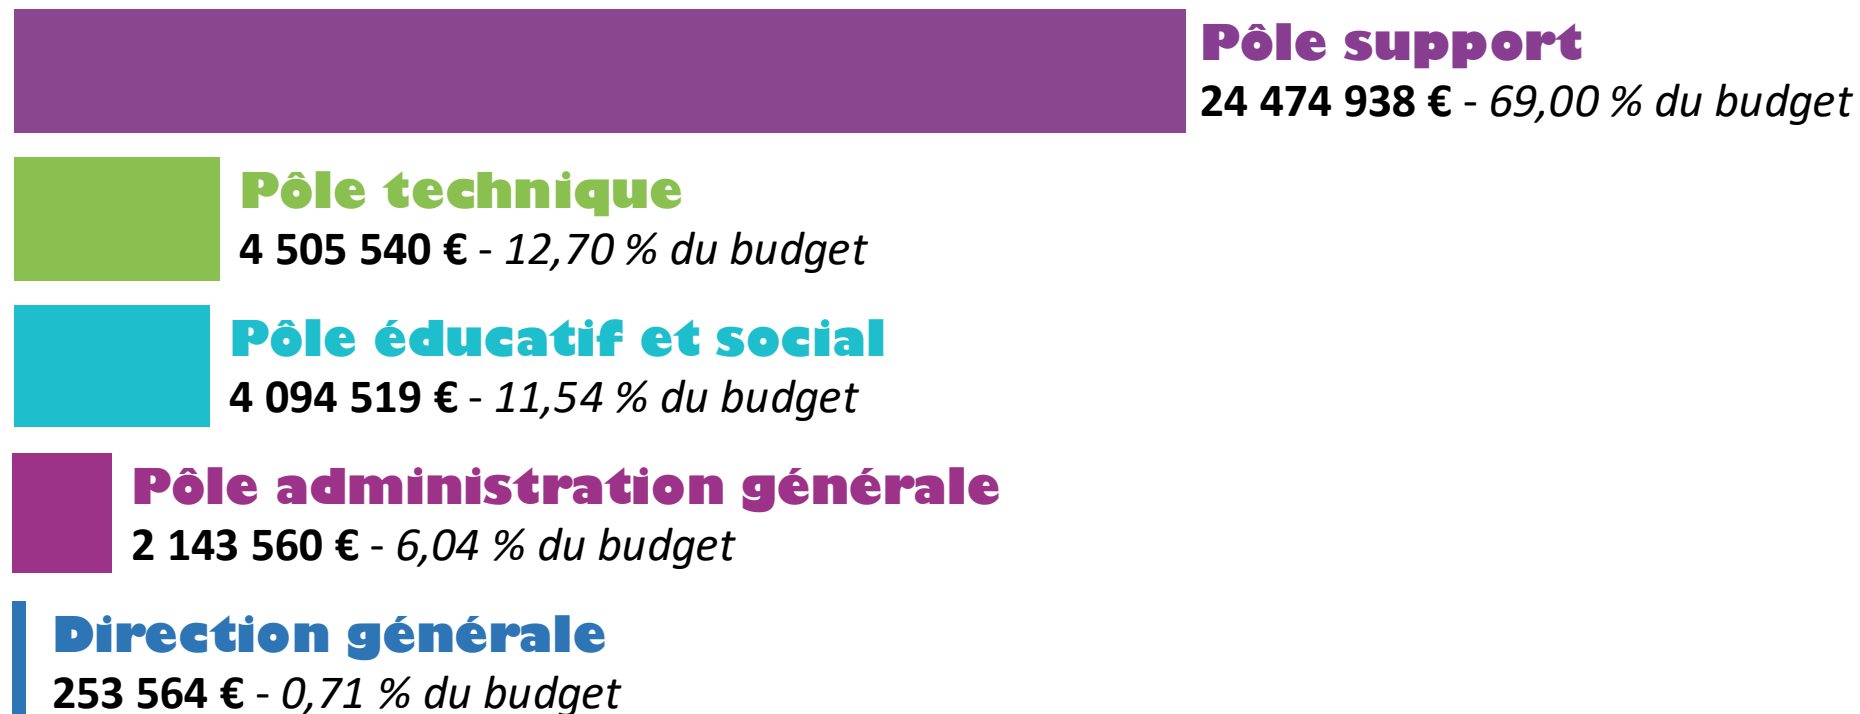 Pôle support
24 474 938 € - 69,00 % du budget
Pôle technique
4 505 540 € - 12,70 % du budget
Pôle éducatif et social
4 094 519 € - 11,54 % du budget
Pôle administration générale
2 143 560 € - 6,04 % du budget
Direction générale
253 564 € - 0,71 % du budget